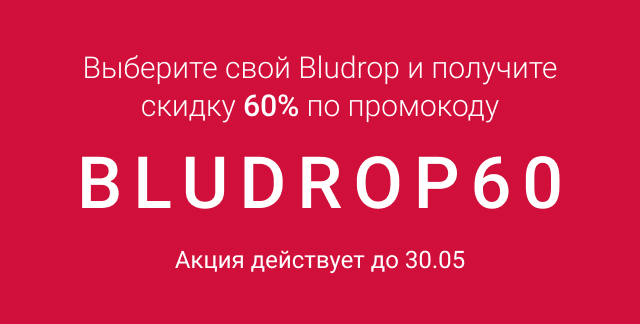 Выберите свой Bludrop и получите
скидку 60% по промокоду
BLUDROP60
Акция действует до 30.05